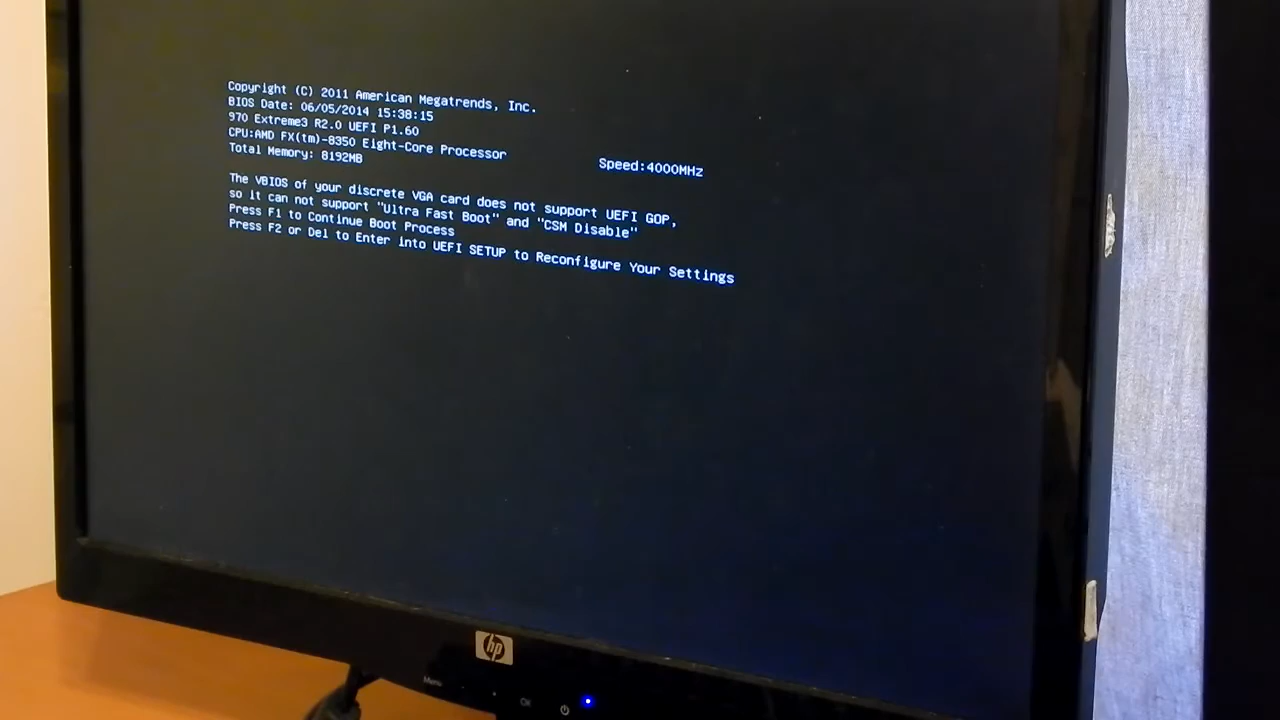 Copyright (C) 2011 American Megatrends, Inc.
BIOS Date: 06/05/2014 15:38:15
970 Extreme3 R2.0 UEFI P1.60
CPU:AMD FX(tm)-8350 Eight-Core Processor Speed:4000MHz
Total Memory: 8192MB
The VBIOS of your discrete VGA card does not support UEFI GOP,
so it can not support "Ultra Fast Boot" and "CSM Disable"
Press F1 to Continue Boot Process
Press F2 or Del to Enter into UEFI SETUP to Reconfigure Your Settings
hp
Menu
OK